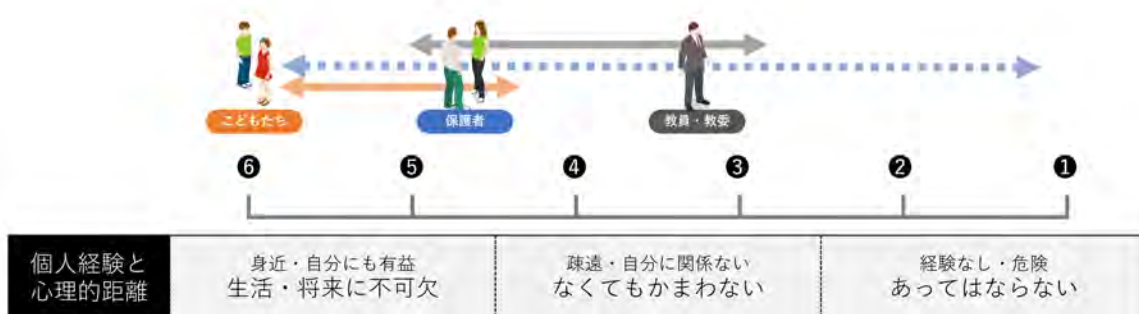 こどもたち
保護者
教員・教委
❻ ❺ ❹ ❸ ❷ ❶
個人経験と
心理的距離
身近・自分にも有益
生活・将来に不可欠
疎遠・自分に関係ない
なくてもかまわない
経験なし・危険
あってはならない